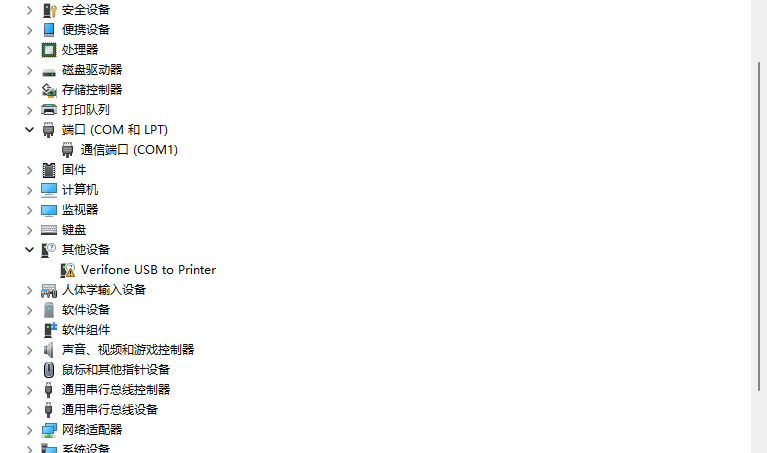 安全设备
便携设备
处理器
磁盘驱动器
存储控制器
打印队列
端口 (COM 和 LPT)
通信端口 (COM1)
固件
计算机
监视器
键盘
其他设备
Verifone USB to Printer
人体学输入设备
软件设备
软件组件
声音、视频和游戏控制器
鼠标和其他指针设备
通用串行总线控制器
通用串行总线设备
网络适配器
系统设备